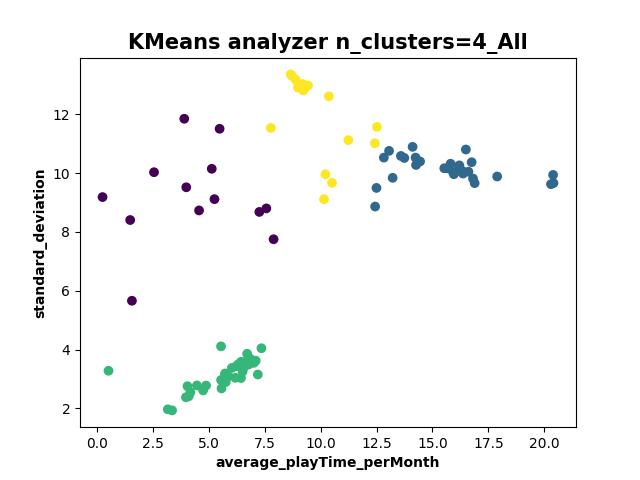 KMeans analyzer n_clusters=4_All
standard_deviation
12
10
8
6
4
2
0.0 2.5 5.0 7.5 10.0 12.5 15.0 17.5 20.0
average_playTime_perMonth